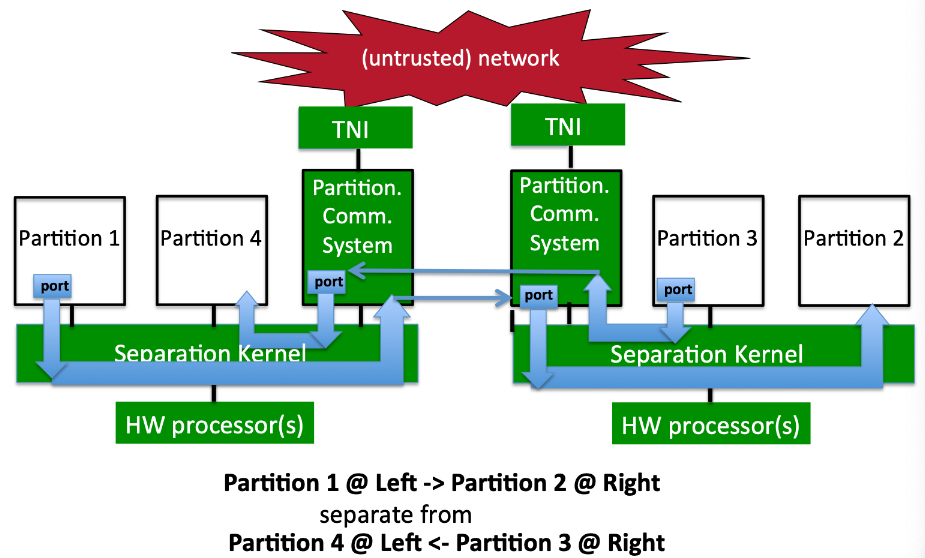 (untrusted) network
TNI
TNI
Partition.
Comm.
System
Partition.
Comm.
System
Partition 1
Partition 4
Partition 3
Partition 2
port
port
port
port
Separation Kernel
Separation Kernel
HW processor(s)
HW processor(s)
Partition 1 @ Left -> Partition 2 @ Right
separate from
Partition 4 @ Left <- Partition 3 @ Right